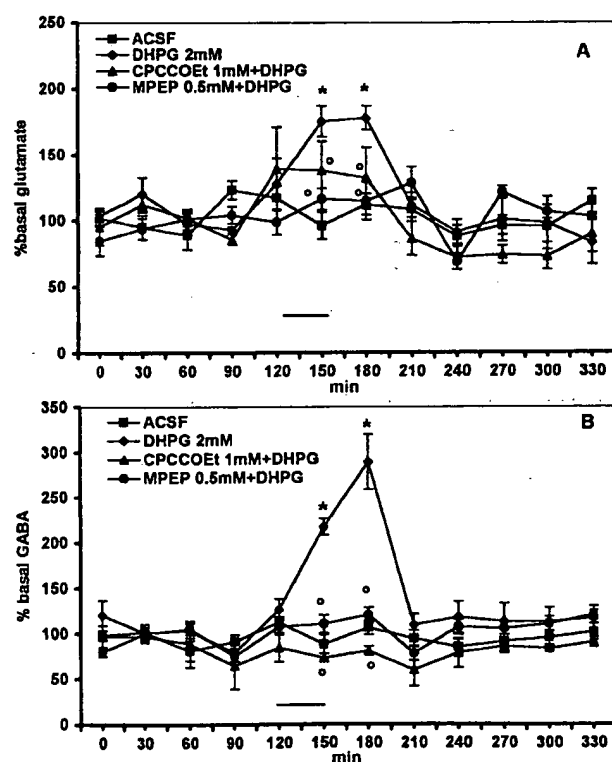 250
200
150
100
50
0
%basal glutamate
ACSF
DHPG 2mM
CPCCOEt 1mM+DHPG
MPEP 0.5mM+DHPG
A
* *
0 30 60 90 120 150 180 210 240 270 300 330
min
350
300
250
200
150
100
50
0
% basal GABA
ACSF
DHPG 2mM
CPCCOEt 1mM+DHPG
MPEP 0.5mM+DHPG
B
*
*
0 30 60 90 120 150 180 210 240 270 300 330
min